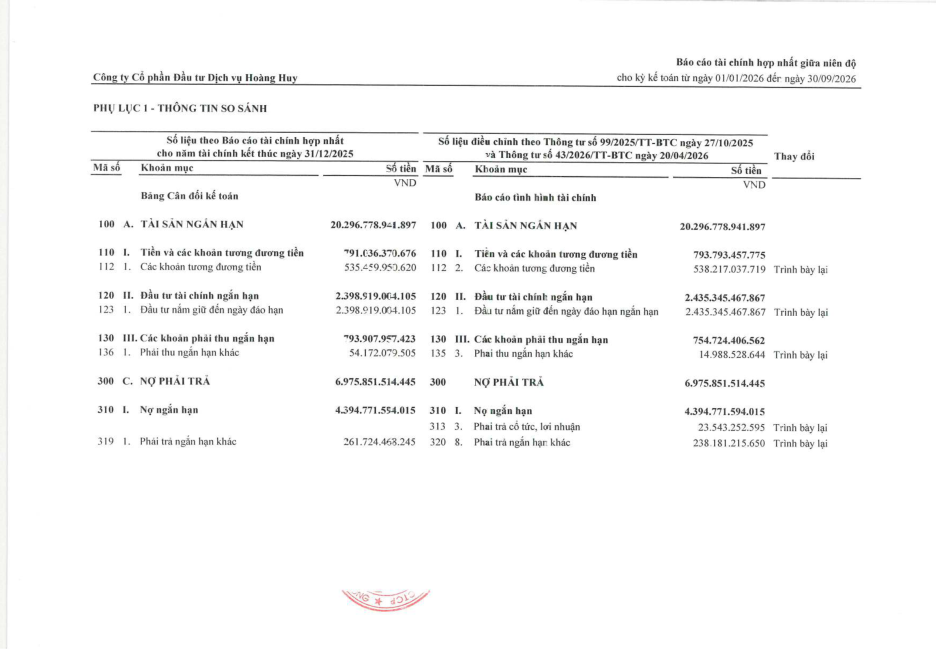 Báo cáo tài chính hợp nhất giữa niên độ
Công ty Cổ phần Đầu tư Dịch vụ Hoàng Huy cho kỳ kế toán từ ngày 01/01/2026 đến ngày 30/09/2026
PHỤ LỤC 1 - THÔNG TIN SO SÁNH
Số liệu theo Báo cáo tài chính hợp nhất cho năm tài chính kết thúc ngày 31/12/2025
Số liệu điều chỉnh theo Thông tư số 99/2025/TT-BTC ngày 27/10/2025 và Thông tư số 43/2026/TT-BTC ngày 20/04/2026
Thay đổi
Mã số Khoản mục Số tiền Mã số Khoản mục Số tiền
VND VND
Bảng Cân đối kế toán Báo cáo tình hình tài chính
100 A. TÀI SẢN NGẮN HẠN 20.296.778.941.897 100 A. TÀI SẢN NGẮN HẠN 20.296.778.941.897
110 I. Tiền và các khoản tương đương tiền 791.036.370.676 110 I. Tiền và các khoản tương đương tiền 793.793.457.775
112 1. Các khoản tương đương tiền 535.459.950.620 112 2. Các khoản tương đương tiền 538.217.037.719 Trình bày lại
120 II. Đầu tư tài chính ngắn hạn 2.398.919.004.105 120 II. Đầu tư tài chính ngắn hạn 2.435.345.467.867
123 1. Đầu tư nắm giữ đến ngày đáo hạn 2.398.919.004.105 123 1. Đầu tư nắm giữ đến ngày đáo hạn ngắn hạn 2.435.345.467.867 Trình bày lại
130 III. Các khoản phải thu ngắn hạn 793.907.957.423 130 III. Các khoản phải thu ngắn hạn 754.724.406.562
136 1. Phải thu ngắn hạn khác 54.172.079.505 135 3. Phai thu ngắn hạn khác 14.988.528.644 Trình bày lại
300 C. NỢ PHẢI TRẢ 6.975.851.514.445 300 NỢ PHẢI TRẢ 6.975.851.514.445
310 I. Nợ ngắn hạn 4.394.771.594.015 310 I. Nọ ngắn hạn 4.394.771.594.015
313 3. Phai trả cổ tức, lợi nhuận 23.543.252.595 Trình bày lại
319 1. Phải trả ngắn hạn khác 261.724.468.245 320 8. Phai trả ngắn hạn khác 238.181.215.650 Trình bày lại